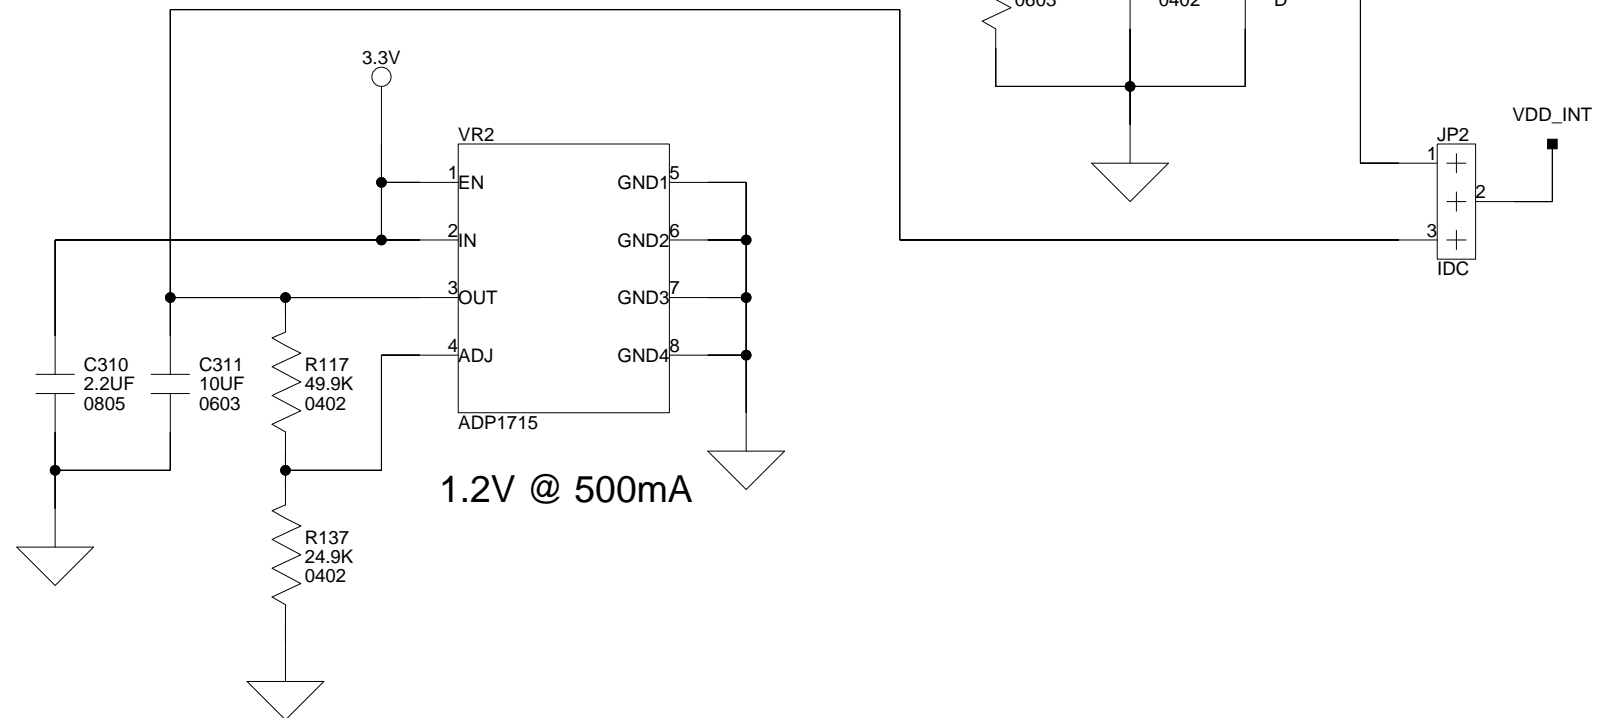 0603
0402
D
3.3V
VDD_INT
VR2
JP2
1
EN
GND1
5
1
2
2
IN
GND2
6
3
IDC
3
OUT
GND3
7
4
ADJ
GND4
8
C310
2.2UF
0805
C311
10UF
0603
R117
49.9K
0402
ADP1715
1.2V @ 500mA
R137
24.9K
0402